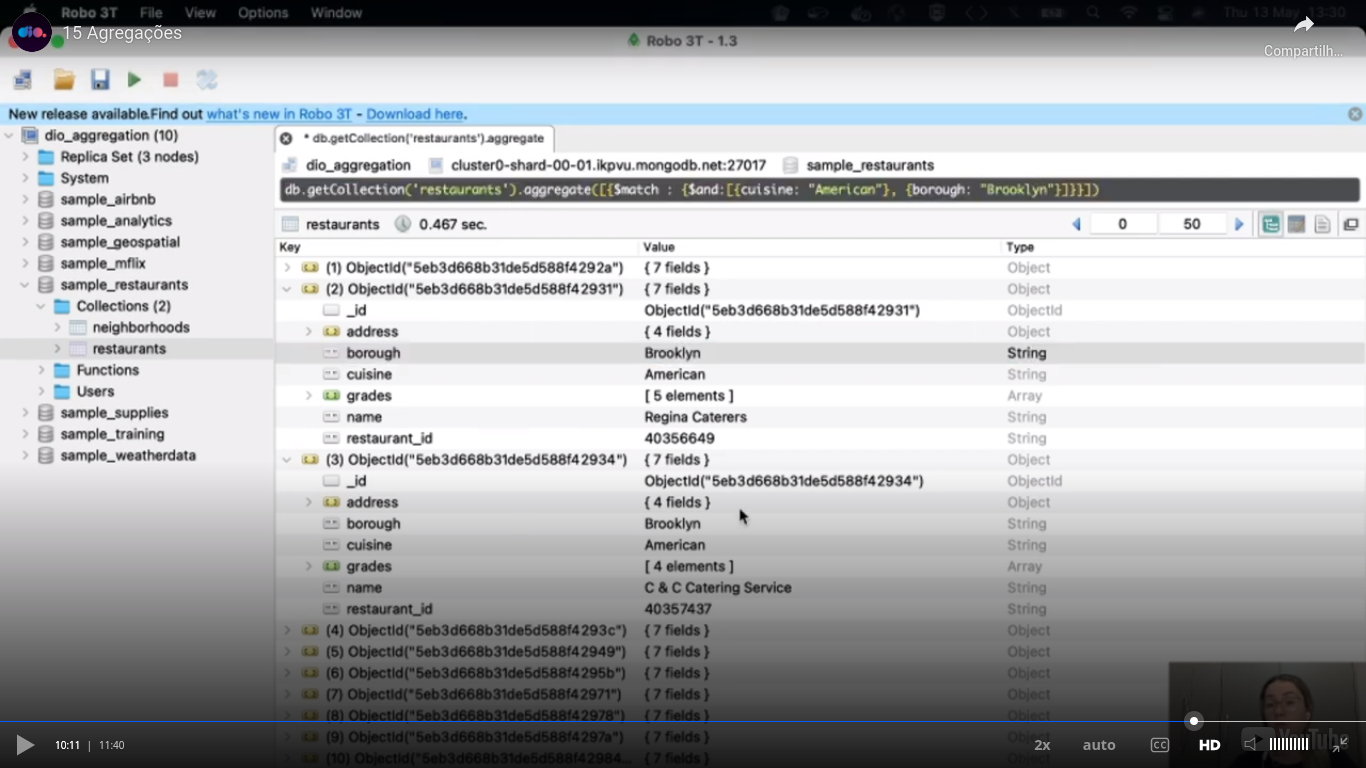 Robo 3T File View Options Window Thu 13 May 13:30
dio. 15 Agregações
Robo 3T - 1.3
Compartilh...
New release available.Find out what's new in Robo 3T - Download here.
dio_aggregation (10)
Replica Set (3 nodes)
System
sample_airbnb
sample_analytics
sample_geospatial
sample_mflix
sample_restaurants
Collections (2)
neighborhoods
restaurants
Functions
Users
sample_supplies
sample_training
sample_weatherdata
* db.getCollection('restaurants').aggregate
dio_aggregation cluster0-shard-00-01.ikpvu.mongodb.net:27017 sample_restaurants
db.getCollection('restaurants').aggregate([{$match : {$and:[{cuisine: "American"}, {borough: "Brooklyn"}]}}])
restaurants 0.467 sec. 0 50
Key Value Type
(1) ObjectId("5eb3d668b31de5d588f4292a") { 7 fields } Object
(2) ObjectId("5eb3d668b31de5d588f42931") { 7 fields } Object
_id ObjectId("5eb3d668b31de5d588f42931") ObjectId
address { 4 fields } Object
borough Brooklyn String
cuisine American String
grades [ 5 elements ] Array
name Regina Caterers String
restaurant_id 40356649 String
(3) ObjectId("5eb3d668b31de5d588f42934") { 7 fields } Object
_id ObjectId("5eb3d668b31de5d588f42934") ObjectId
address { 4 fields } Object
borough Brooklyn String
cuisine American String
grades [ 4 elements ] Array
name C & C Catering Service String
restaurant_id 40357437 String
(4) ObjectId("5eb3d668b31de5d588f4293c") { 7 fields } Object
(5) ObjectId("5eb3d668b31de5d588f42949") { 7 fields } Object
(6) ObjectId("5eb3d668b31de5d588f4295b") { 7 fields } Object
(7) ObjectId("5eb3d668b31de5d588f42971") { 7 fields } Object
(8) ObjectId("5eb3d668b31de5d588f42978") { 7 fields } Object
(9) ObjectId("5eb3d668b31de5d588f4297a") { 7 fields } Object
(10) ObjectId("5eb3d668b31de5d588f42984... { 7 fields } Object
10:11 | 11:40 2x auto CC HD YouTube